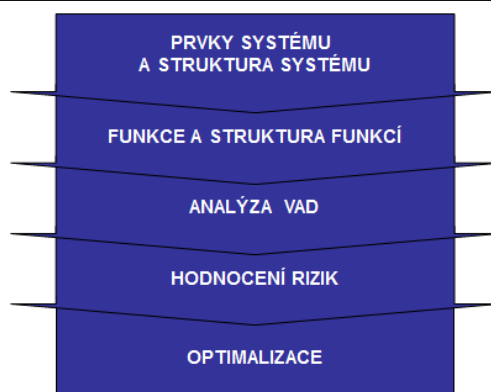 PRVKY SYSTÉMU
A STRUKTURA SYSTÉMU
FUNKCE A STRUKTURA FUNKCÍ
ANALÝZA VAD
HODNOCENÍ RIZIK
OPTIMALIZACE